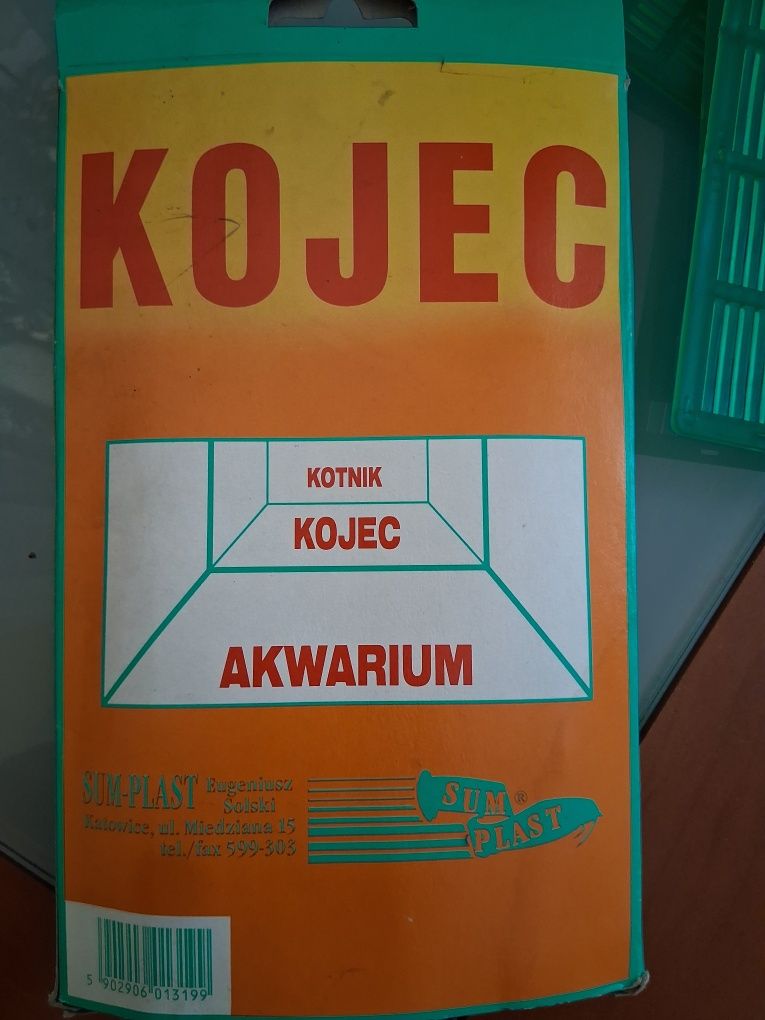 KOJEC
KOTNIK
KOJEC
AKWARIUM
SUM-PLAST Eugeniusz
Solski
Katowice, ul. Miedziana 15
tel./fax 599-303
SUM®
PLAST
5 902906 013199